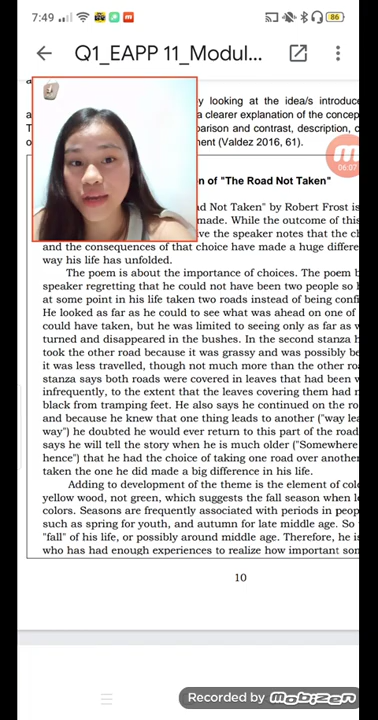 7:49
86
Q1_EAPP 11_Modul...
y looking at the idea/s introduce
a clearer explanation of the concep
parison and contrast, description, c
nent (Valdez 2016, 61).
06:07
n of "The Road Not Taken"
ad Not Taken" by Robert Frost is
made. While the outcome of this
ve the speaker notes that the ch
and the consequences of that choice have made a huge differe
way his life has unfolded.
The poem is about the importance of choices. The poem b
speaker regretting that he could not have been two people so h
at some point in his life taken two roads instead of being confi
He looked as far as he could to see what was ahead on one of
could have taken, but he was limited to seeing only as far as w
turned and disappeared in the bushes. In the second stanza h
took the other road because it was grassy and was possibly be
it was less travelled, though not much more than the other ro
stanza says both roads were covered in leaves that had been w
infrequently, to the extent that the leaves covering them had n
black from tramping feet. He also says he continued on the ro
and because he knew that one thing leads to another ("way lea
way") he doubted he would ever return to this part of the road
says he will tell the story when he is much older ("Somewhere
hence") that he had the choice of taking one road over another
taken the one he did made a big difference in his life.
Adding to development of the theme is the element of colo
yellow wood, not green, which suggests the fall season when l
colors. Seasons are frequently associated with periods in peop
such as spring for youth, and autumn for late middle age. So
"fall" of his life, or possibly around middle age. Therefore, he is
who has had enough experiences to realize how important som
10
Recorded by mobizen